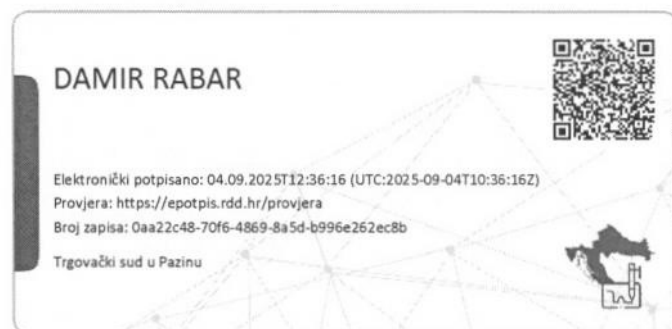 DAMIR RABAR
Elektronički potpisano: 04.09.2025T12:36:16 (UTC:2025-09-04T10:36:16Z)
Provjera: https://epotpis.rdd.hr/provjera
Broj zapisa: 0aa22c48-70f6-4869-8a5d-b996e262ec8b
Trgovački sud u Pazinu